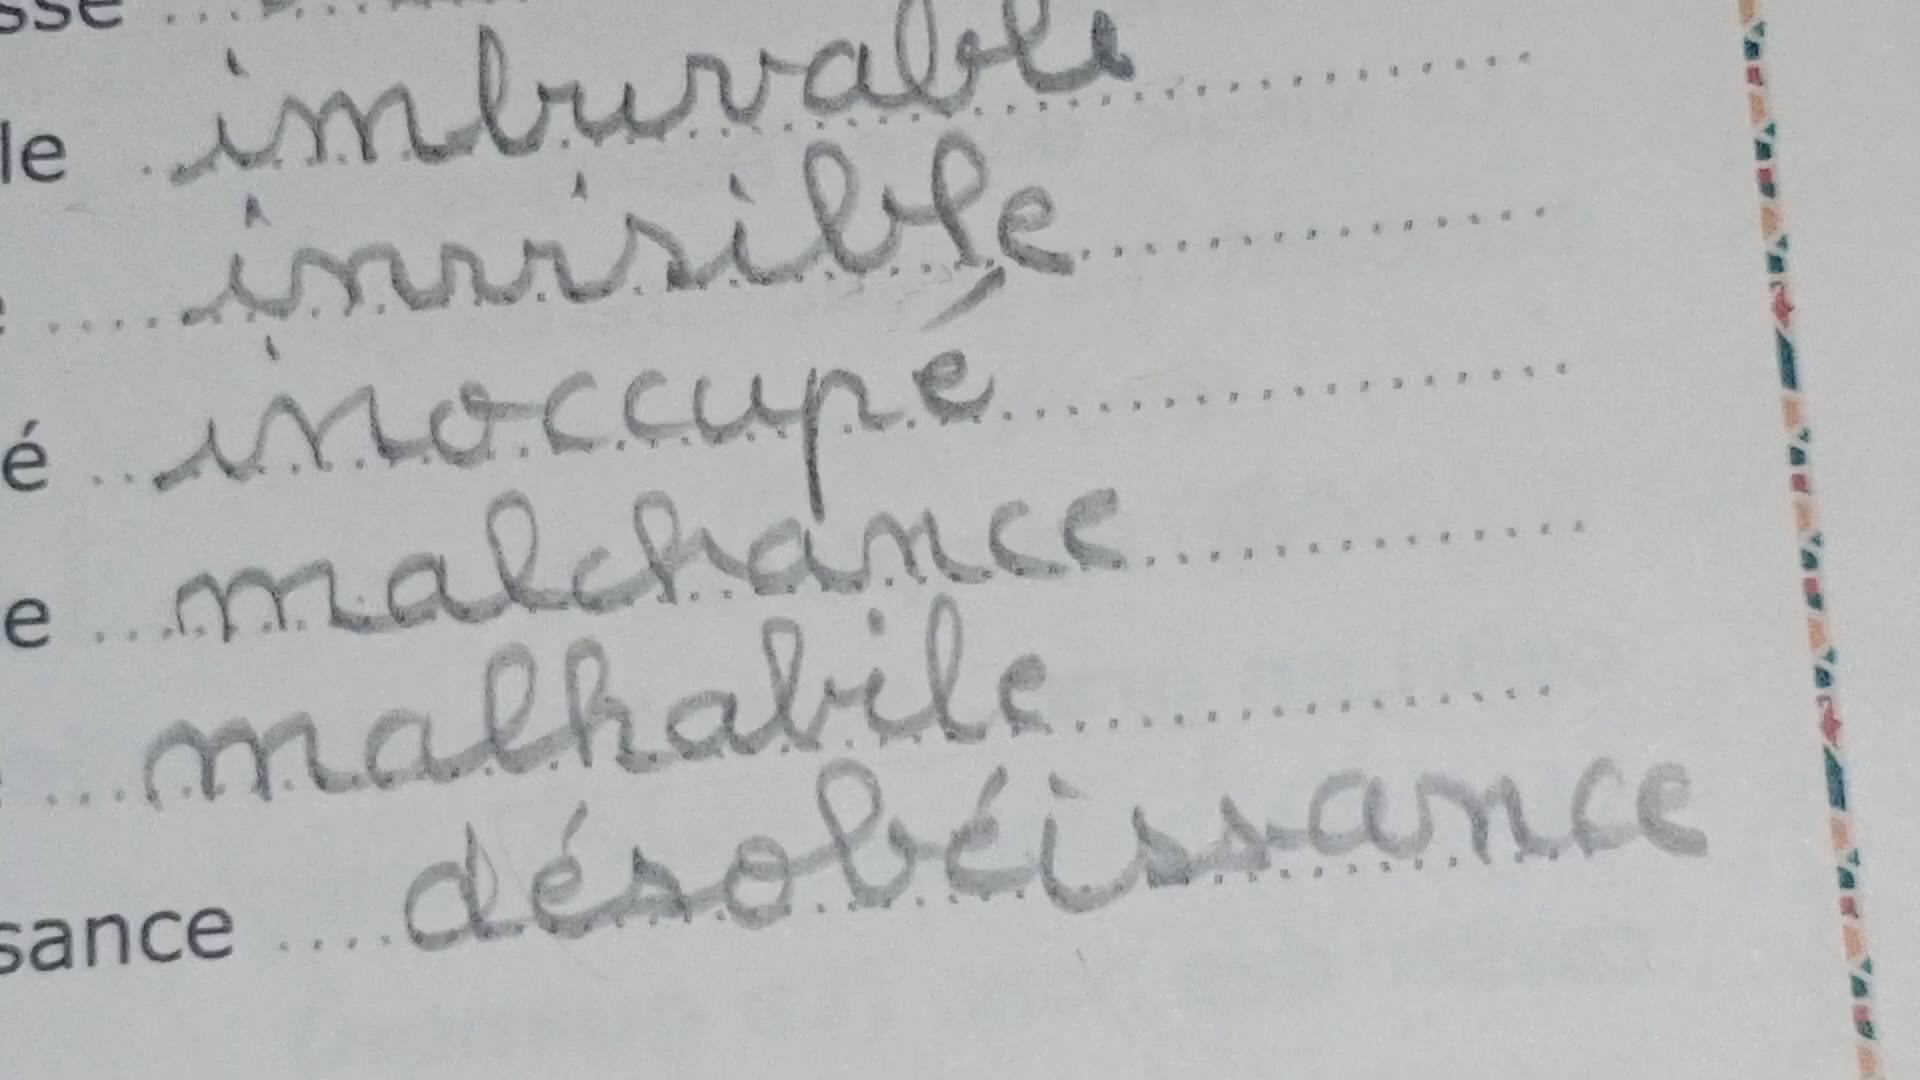 sse
le imbuvable
invisible
é inoccupé
e malchance
malhabile
sance désobéissance